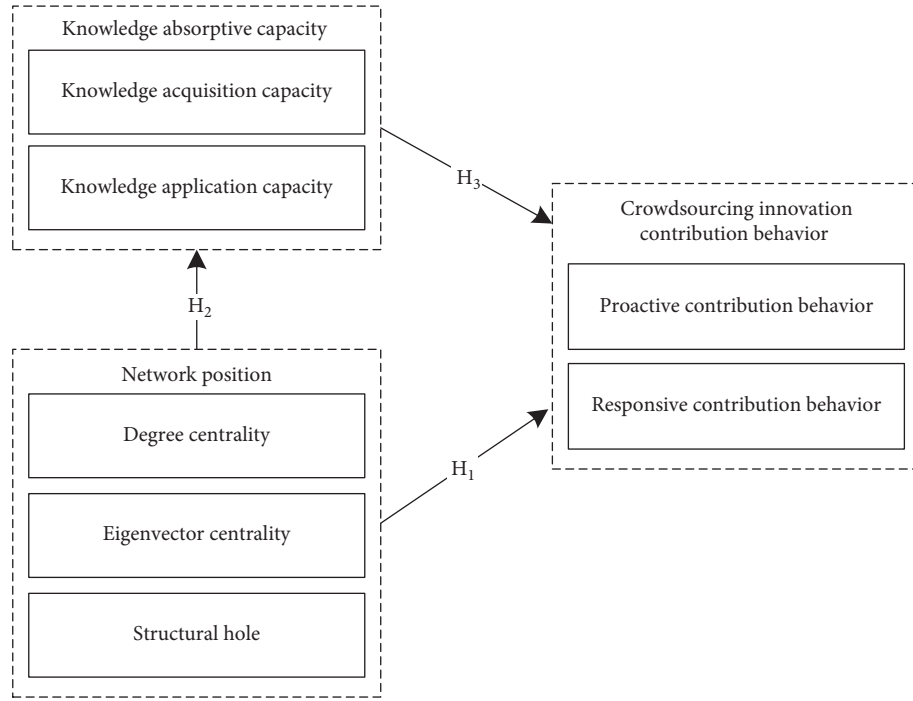 Knowledge absorptive capacity
Knowledge acquisition capacity
Knowledge application capacity
H3
Crowdsourcing innovation
contribution behavior
Proactive contribution behavior
Responsive contribution behavior
H2
Network position
Degree centrality
Eigenvector centrality
Structural hole
H1